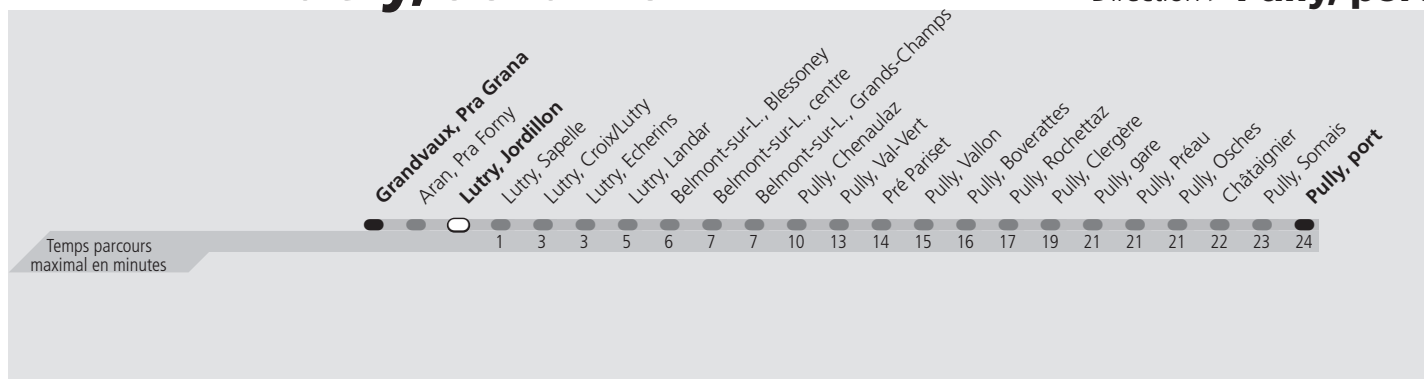 Grandvaux, Pra Grana
Aran, Pra Forny
Lutry, Jordillon
Lutry, Sapelle
Lutry, Croix/Lutry
Lutry, Echerins
Lutry, Landar
Belmont-sur-L., Blessoney
Belmont-sur-L., centre
Belmont-sur-L., Grands-Champs
Pully, Chenaulaz
Pully, Val-Vert
Pré Pariset
Pully, Vallon
Pully, Boverattes
Pully, Rochettaz
Pully, Clergère
Pully, gare
Pully, Préau
Pully, Osches
Châtaignier
Pully, Somais
Pully, port
Temps parcours
maximal en minutes
1 3 3 5 6 7 7 10 13 14 15 16 17 19 21 21 21 22 23 24